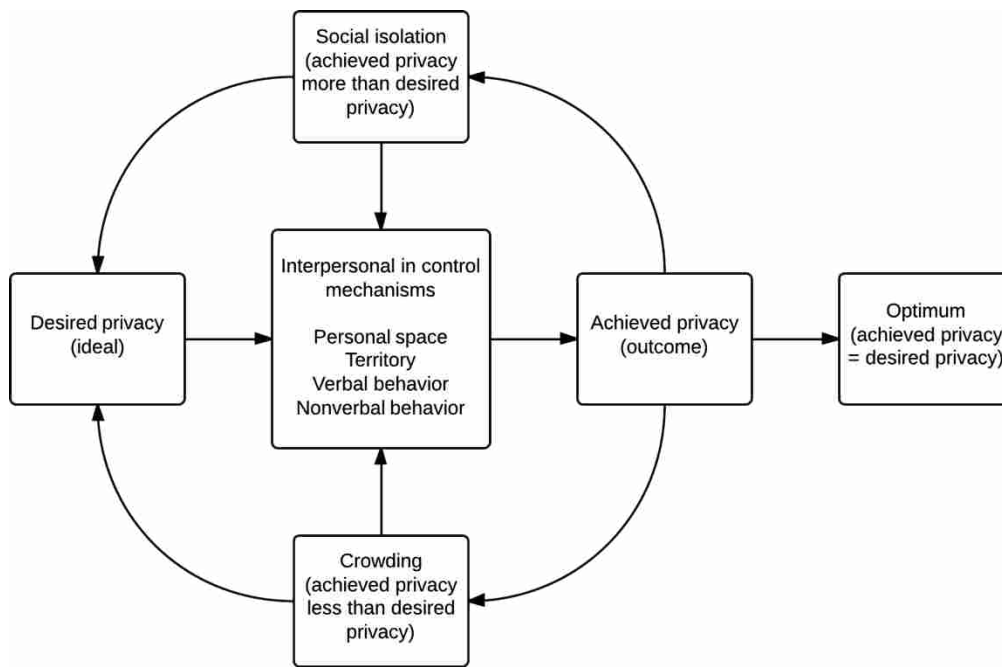 Social isolation
(achieved privacy
more than desired
privacy)
Desired privacy
(ideal)
Interpersonal in control
mechanisms
Personal space
Territory
Verbal behavior
Nonverbal behavior
Achieved privacy
(outcome)
Optimum
(achieved privacy
= desired privacy)
Crowding
(achieved privacy
less than desired
privacy)